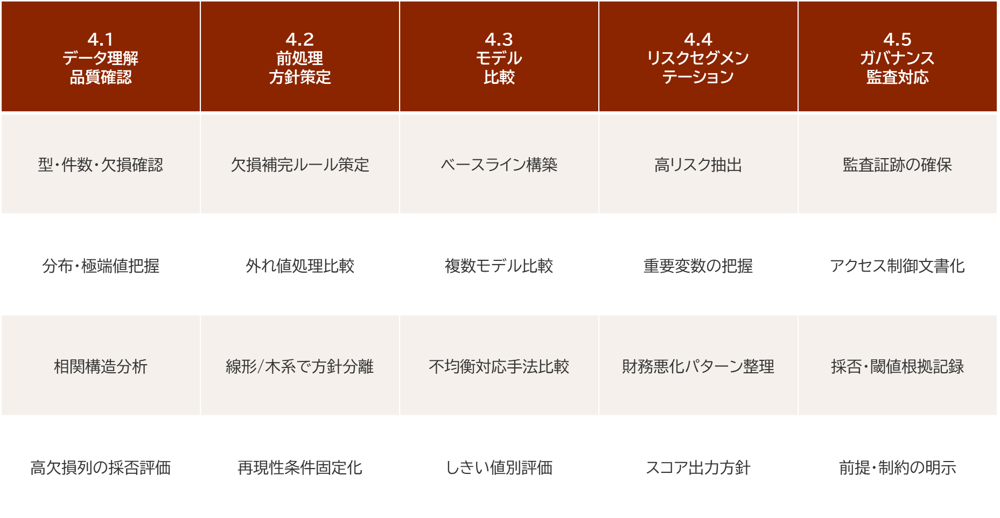 4.1
データ理解
品質確認
4.2
前処理
方針策定
4.3
モデル
比較
4.4
リスクセグメン
テーション
4.5
ガバナンス
監査対応
型・件数・欠損確認
欠損補完ルール策定
ベースライン構築
高リスク抽出
監査証跡の確保
分布・極端値把握
外れ値処理比較
複数モデル比較
重要変数の把握
アクセス制御文書化
相関構造分析
線形/木系で方針分離
不均衡対応手法比較
財務悪化パターン整理
採否・閾値根拠記録
高欠損列の採否評価
再現性条件固定化
しきい値別評価
スコア出力方針
前提・制約の明示